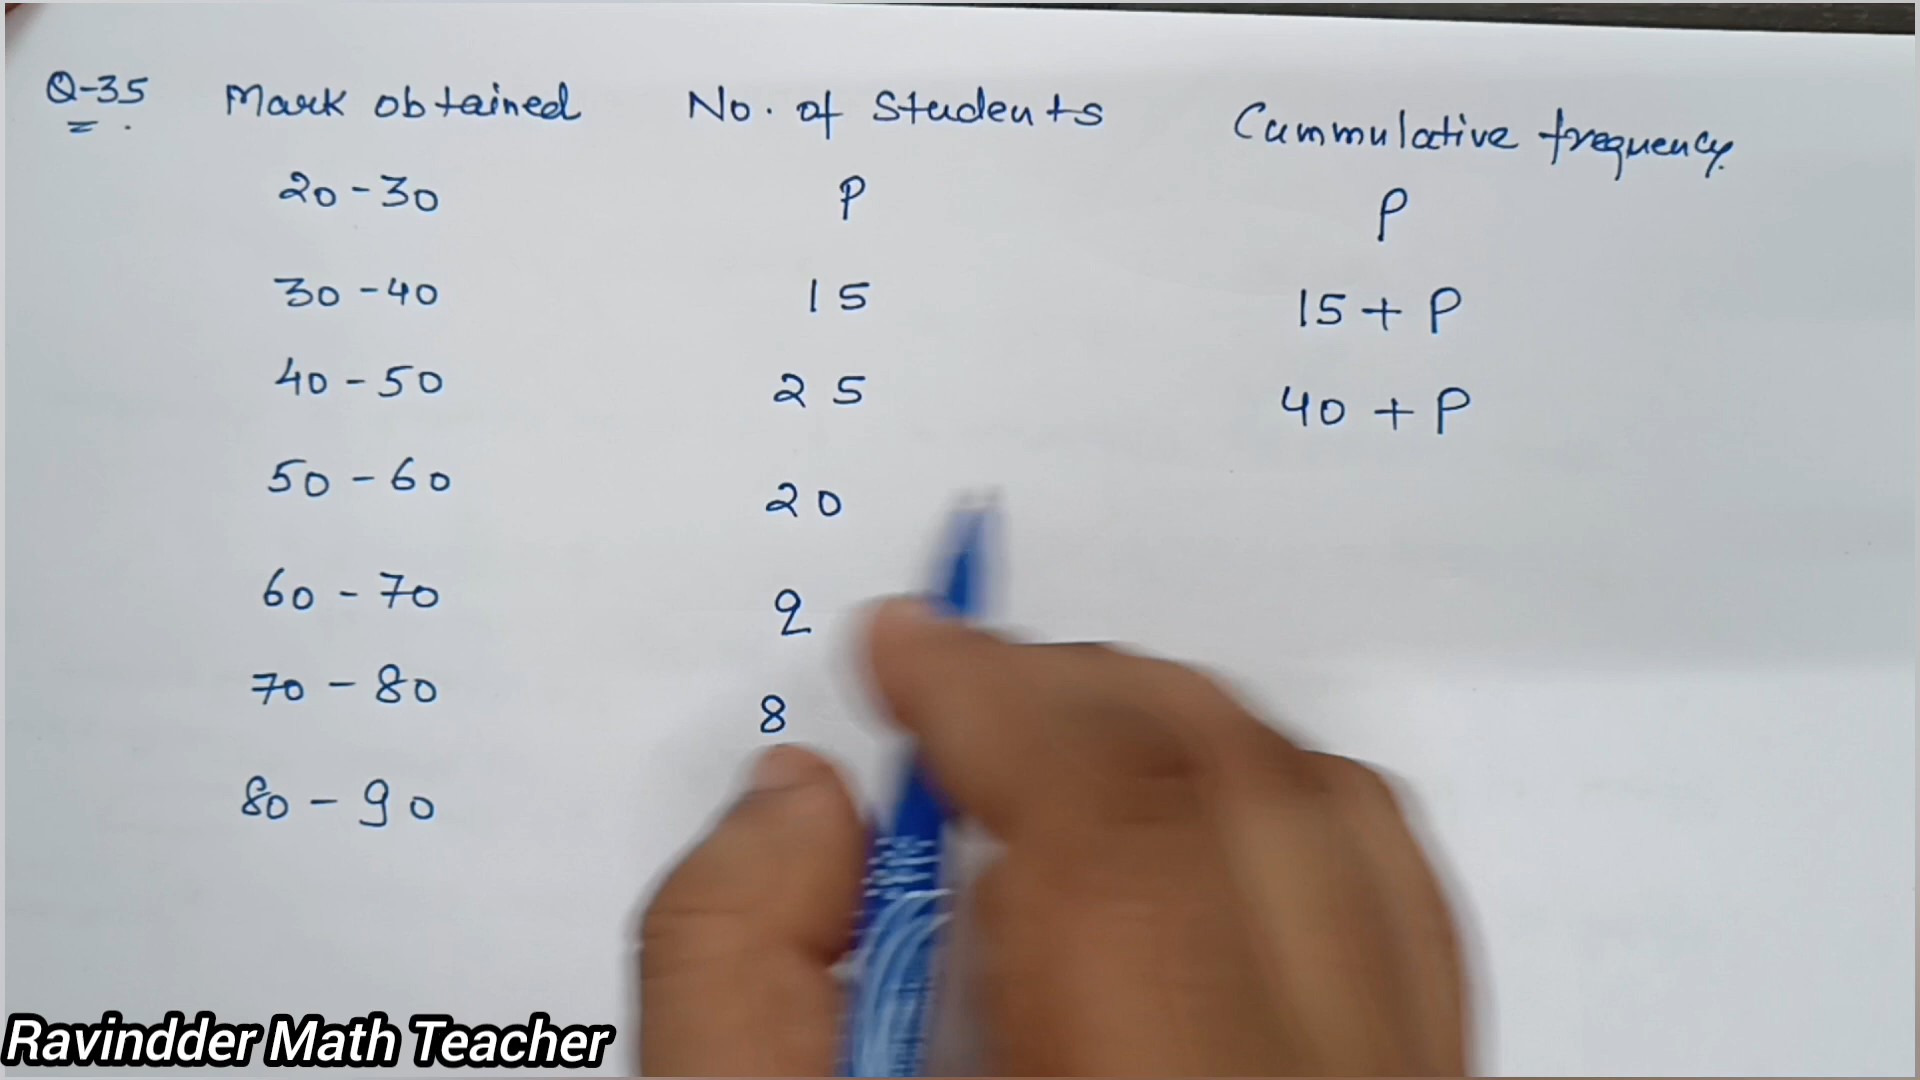 Q-35 Mark obtained No. of Students Cummulative frequency
20-30 P P
30-40 15 15 + P
40-50 25 40 + P
50-60 20
60-70 q
70-80 8
80-90
Ravindder Math Teacher